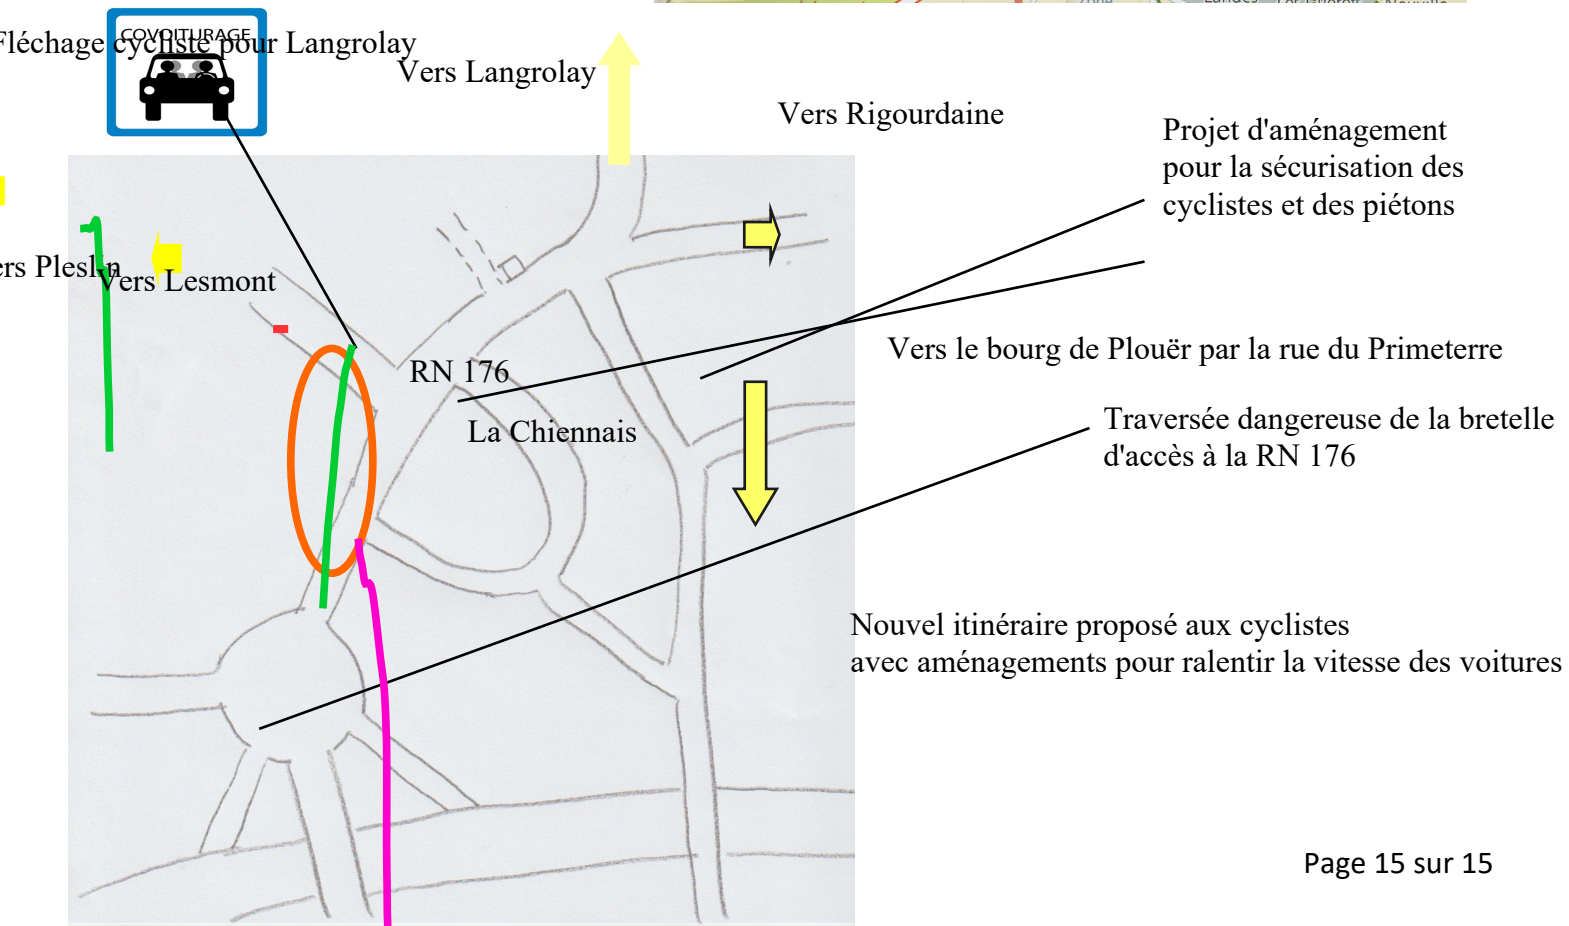 Landes
COVOITURAGE
Fléchage cycliste pour Langrolay
Vers Langrolay
Vers Rigourdaine
Projet d'aménagement
pour la sécurisation des
cyclistes et des piétons
ers Pleslin
Vers Lesmont
RN 176
Vers le bourg de Plouër par la rue du Primeterre
La Chiennais
Traversée dangereuse de la bretelle
d'accès à la RN 176
Nouvel itinéraire proposé aux cyclistes
avec aménagements pour ralentir la vitesse des voitures
Page 15 sur 15